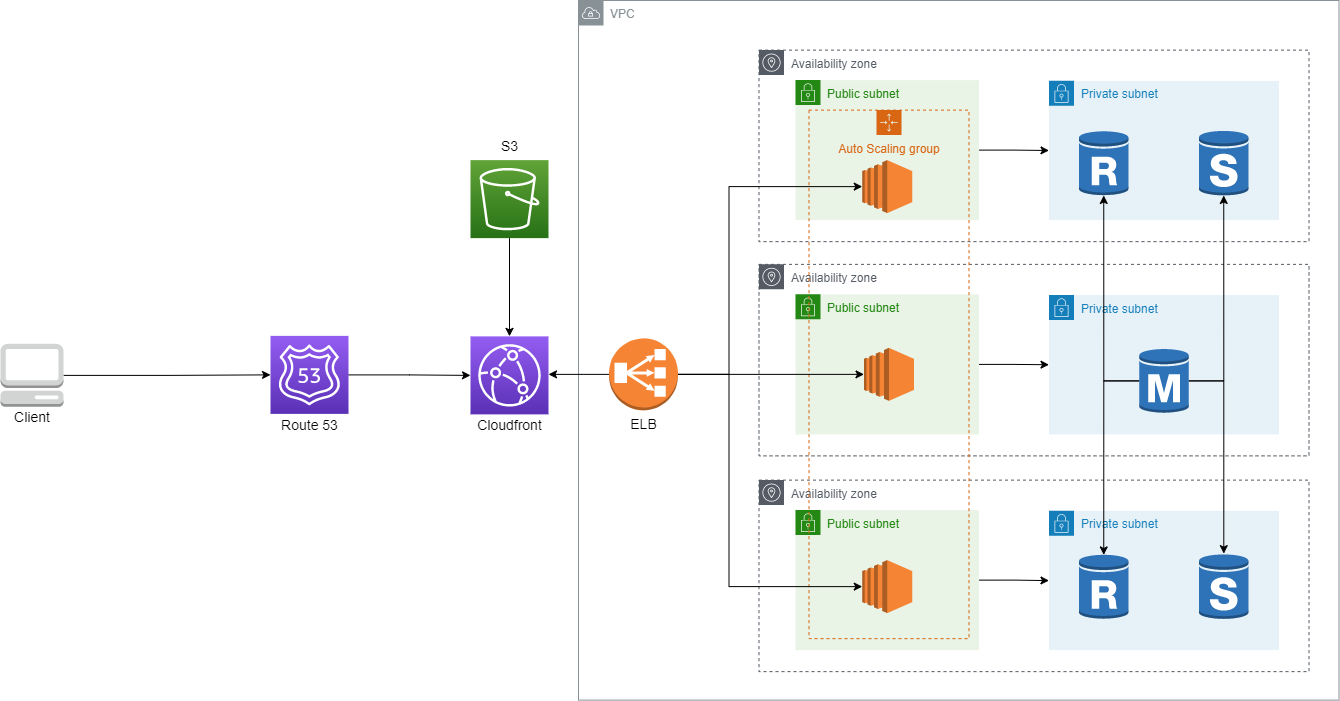 VPC
Availability zone
Public subnet
Private subnet
Auto Scaling group
R
S
S3
Availability zone
Public subnet
Private subnet
M
53
Client
Route 53
Cloudfront
ELB
Availability zone
Public subnet
Private subnet
R
S